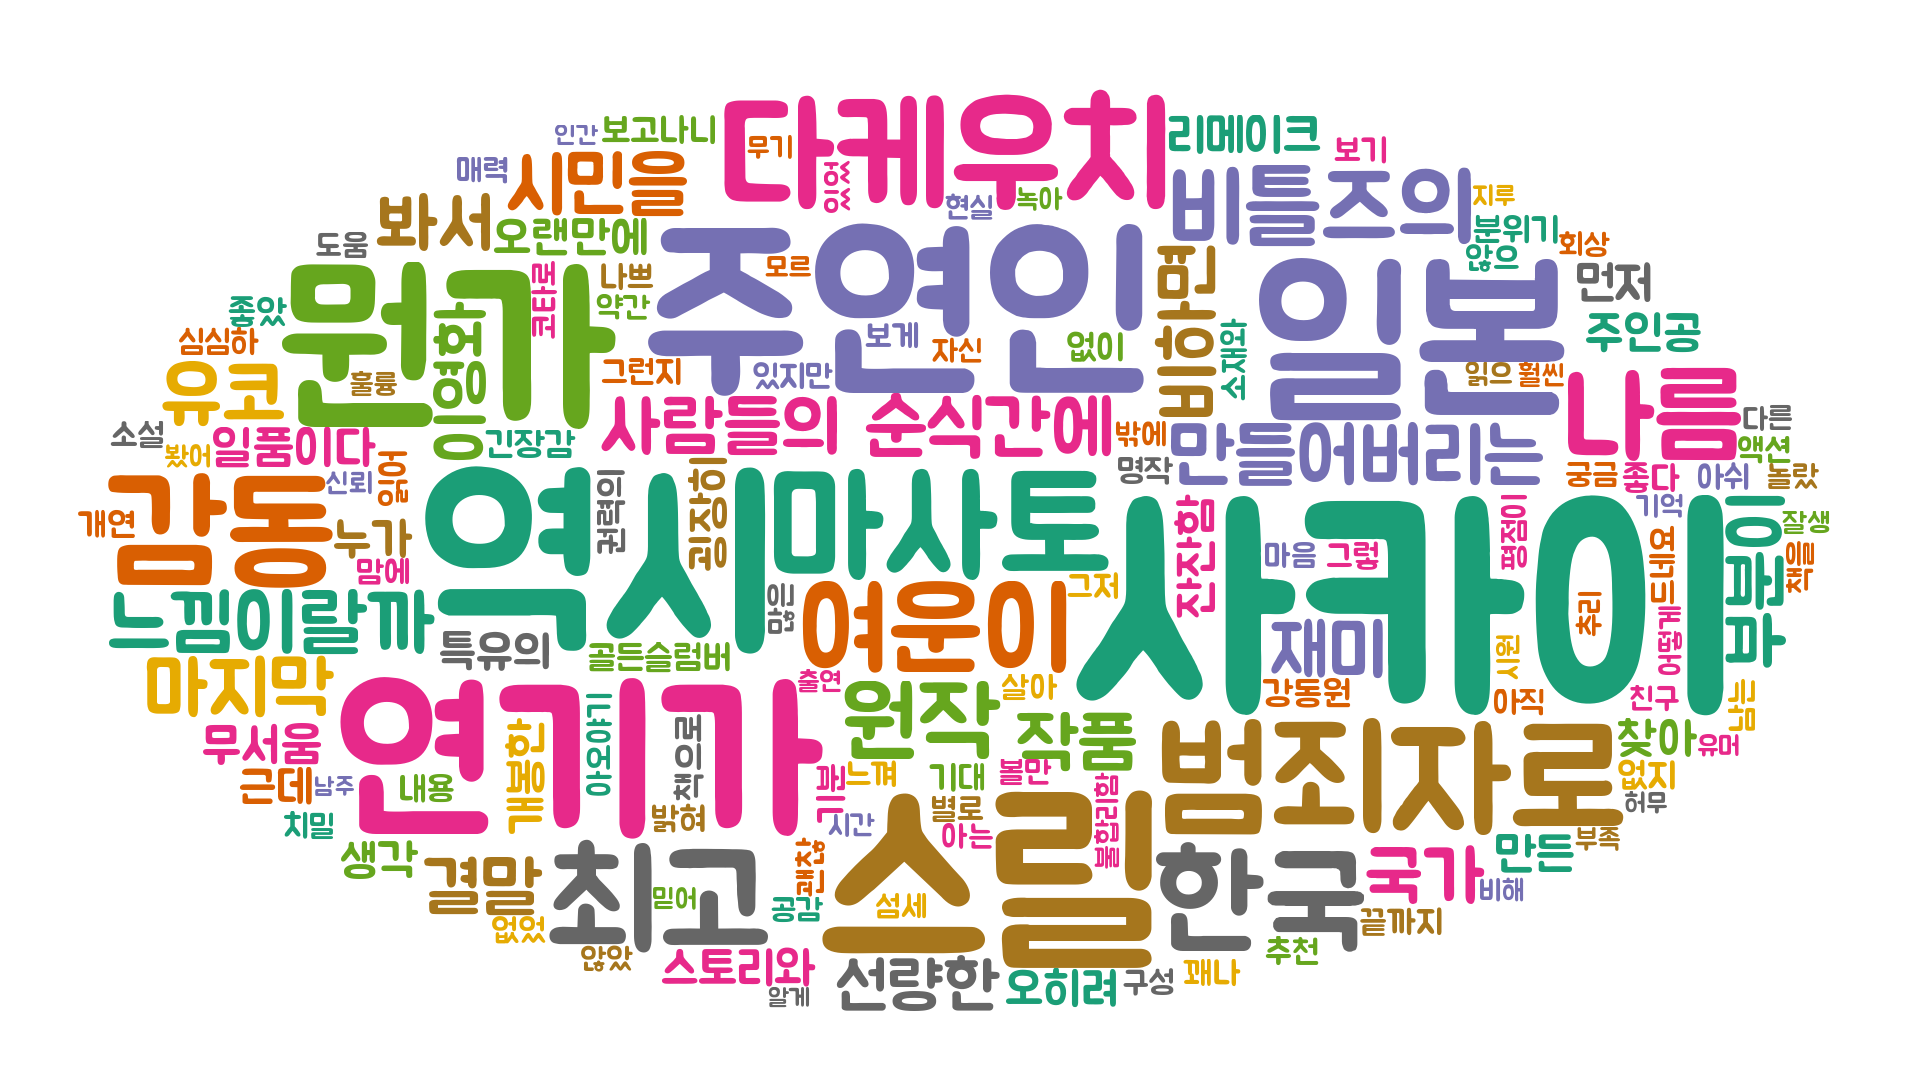 다케우치
리메이크
인간
보고나니
무기
보기
매력
시민을
있었
비틀즈의
지루
현실
녹아
봐서
오랜만에
분위기
회상
도움
않으
뭔가
주연인
모르
일본
비하면
먼저
나쁘
코타로
약간
좋았
이영화
보게
소재와
주인공
심심하
자신
없이
유코
훌륭
그런지
있지만
읽으
훨씬
나름
다른
소설
일품이다
긴장감
사람들의
순식간에
밖에
만들어버리는
액션
봤어
신뢰
읽어
굉장히
명작
궁금
좋다
아쉬
놀랐
감동
역시
권력의
마사토
사카이
잔잔함
평점이
기억
잘생
개연
누가
맘에
마음
그렇
드네요
책을
이뿐바
느낌이랄까
많은
여운이
그저
추리
어떻게
특유의
골든슬럼버
재미
시원
마지막
출연
살아
강동원
아직
친구
남는
연기가
원작
작품
범죄자로
찾아
유머
무서움
개봉한
아오야기
책으로
기분
느껴
기대
볼만
없지
근데
남주
내용
밝혀
별로
불합리함
허무
치밀
시간
아는
스릴
만든
부족
생각
결말
최고
괜찮
한국
국가
비해
믿어
공감
섬세
끝까지
없었
않았
추천
스토리와
선량한
오히려
구성
꽤나
알게